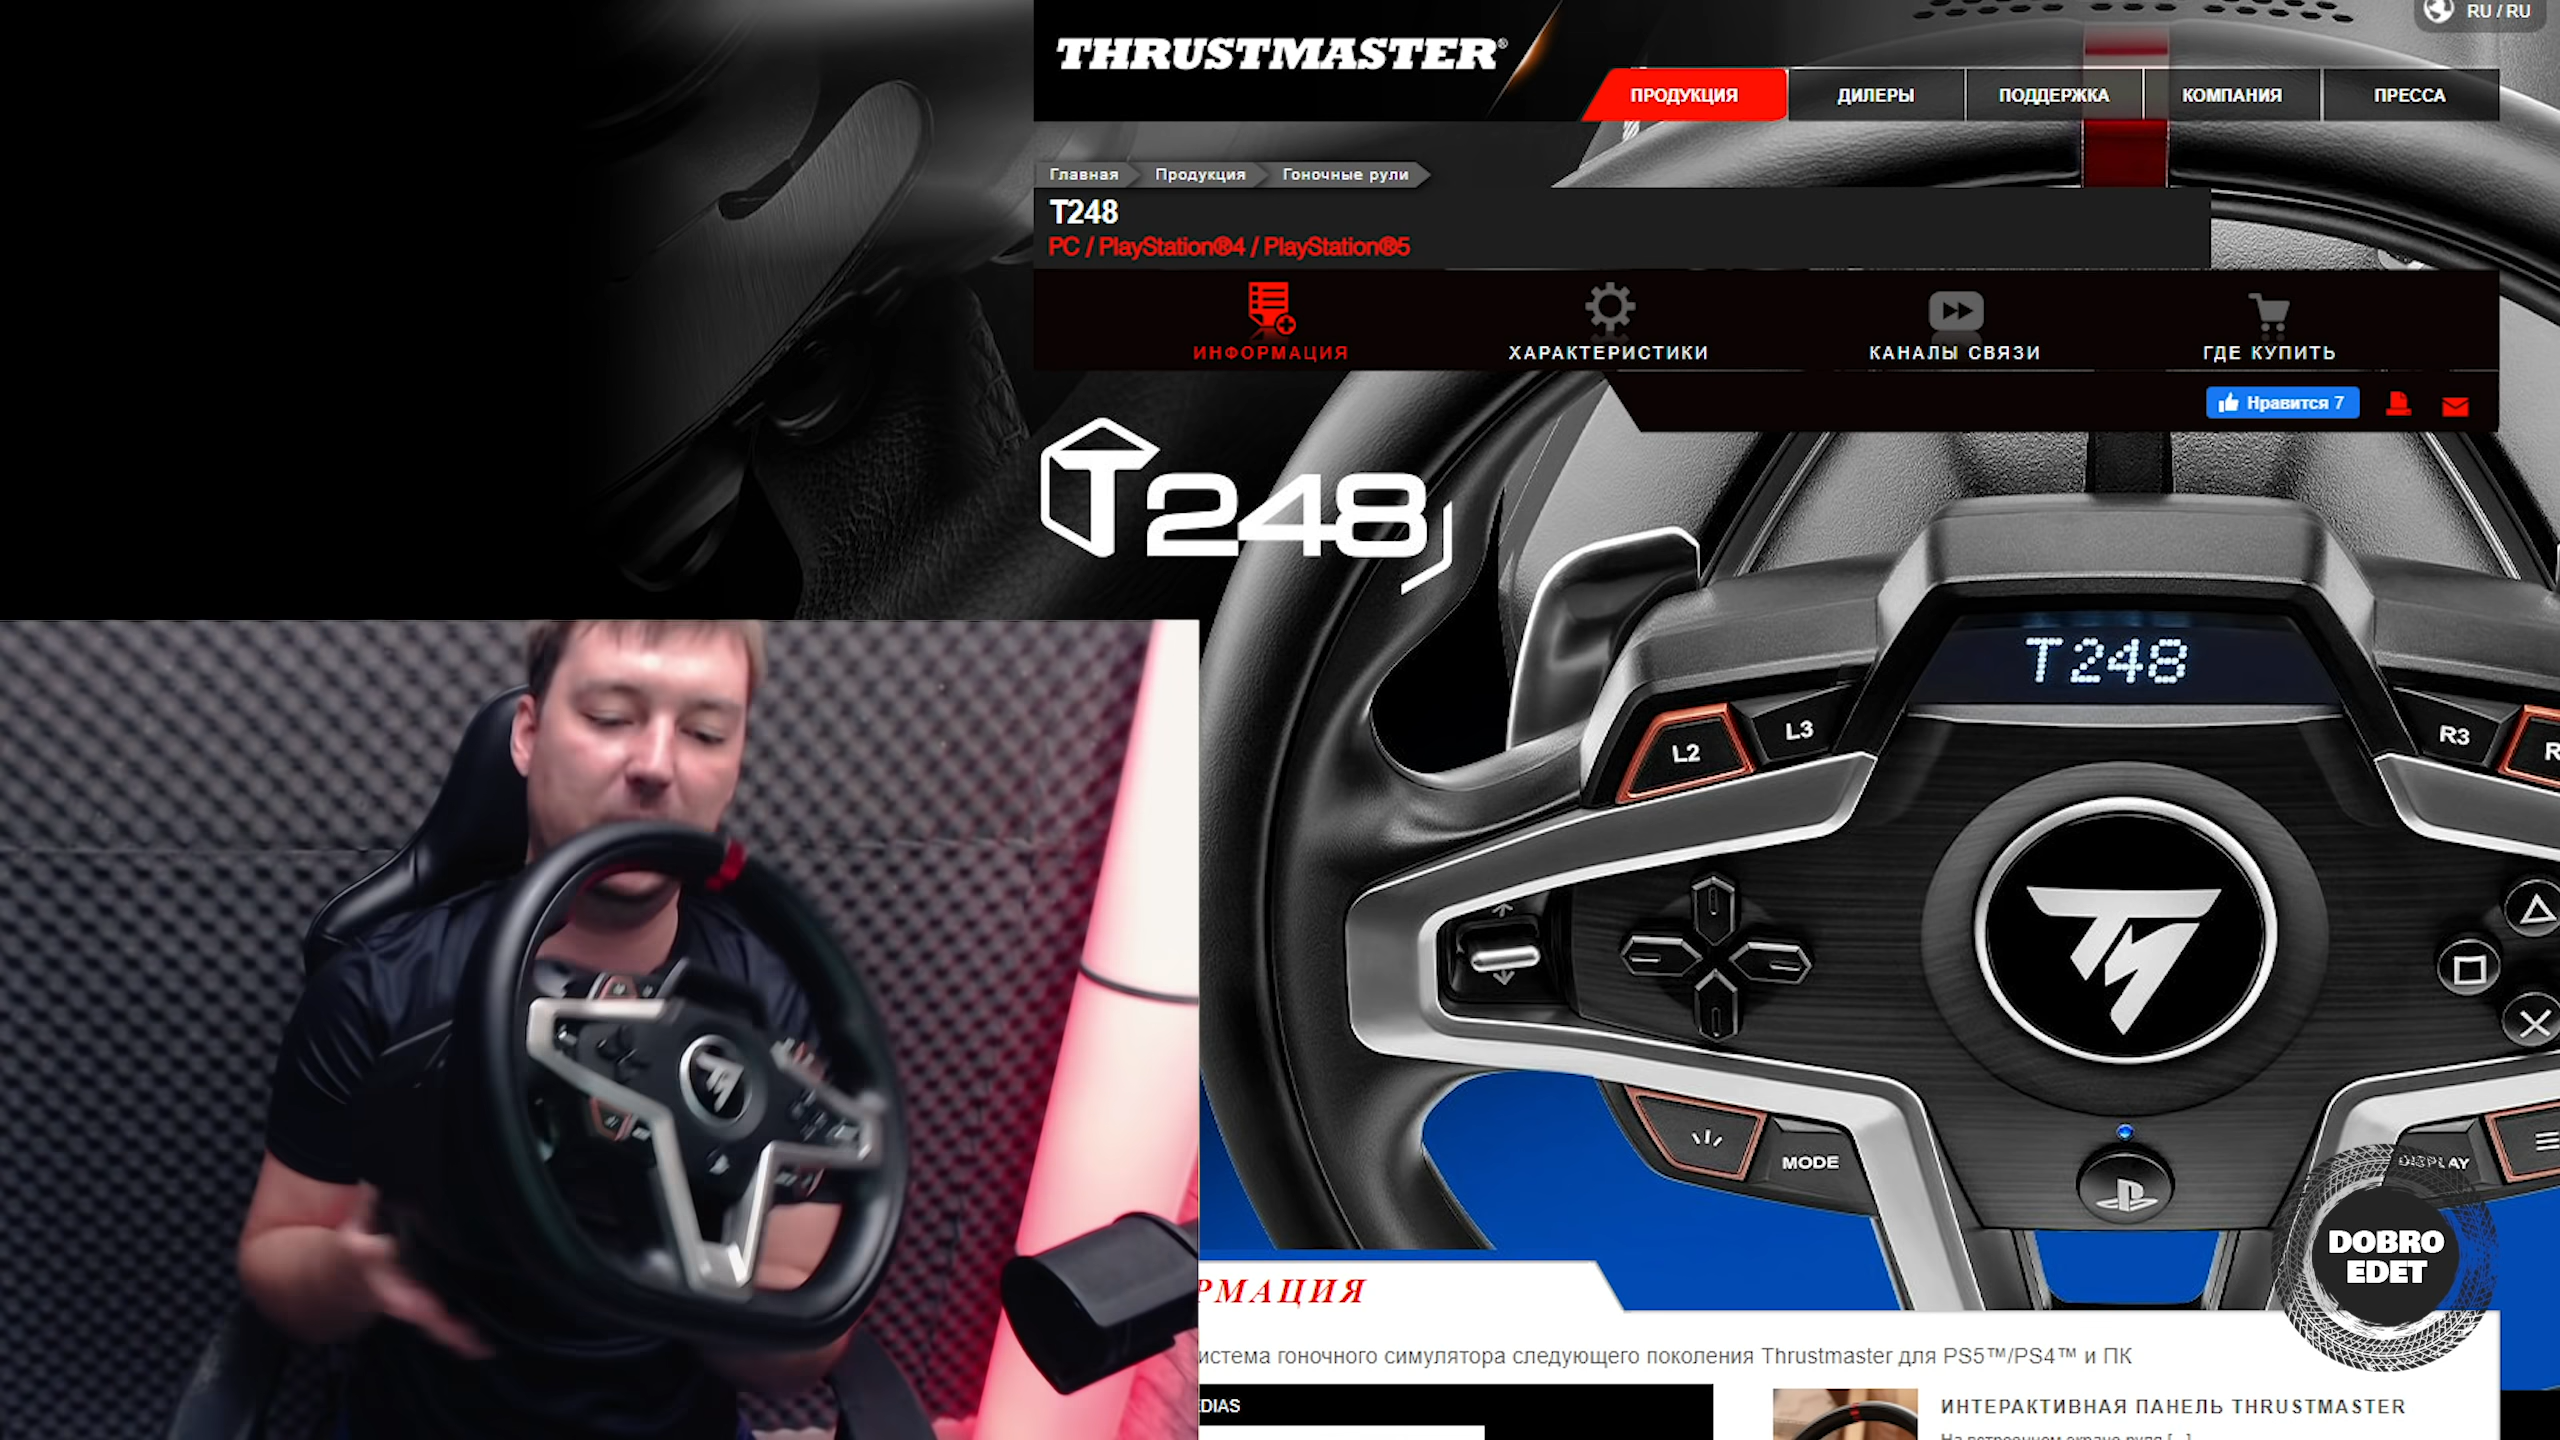 THRUSTMASTER®
RU / RU
ПРОДУКЦИЯ
ДИЛЕРЫ
ПОДДЕРЖКА
КОМПАНИЯ
ПРЕССА
Главная
Продукция
Гоночные рули
T248
PC / PlayStation®4 / PlayStation®5
ИНФОРМАЦИЯ
ХАРАКТЕРИСТИКИ
КАНАЛЫ СВЯЗИ
ГДЕ КУПИТЬ
Нравится 7
T248
T248
L2
L3
R3
MODE
DISPLAY
DOBRO
EDET
РМАЦИЯ
истема гоночного симулятора следующего поколения Thrustmaster для PS5™/PS4™ и ПК
EDIAS
ИНТЕРАКТИВНАЯ ПАНЕЛЬ THRUSTMASTER